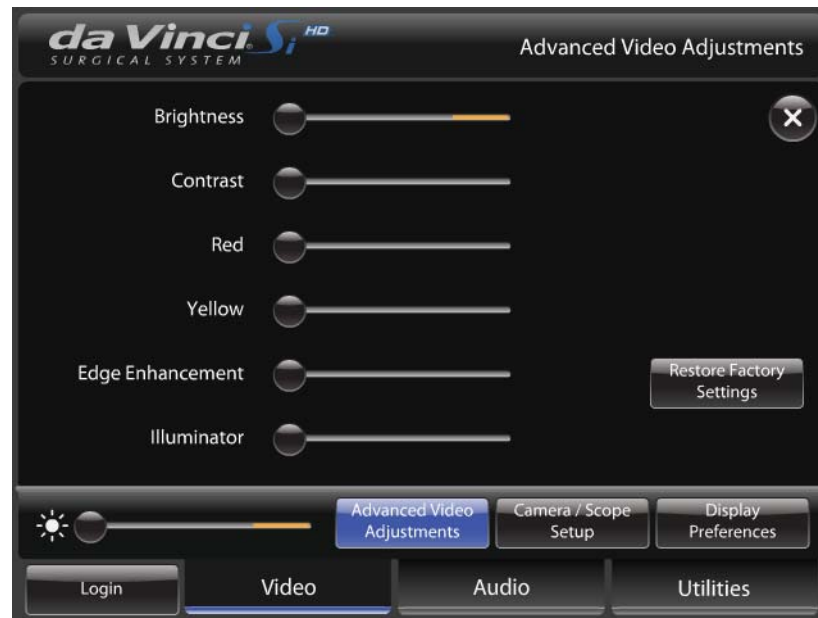 da Vinci. Si HD
SURGICAL SYSTEM
Advanced Video Adjustments
Brightness
Contrast
Red
Yellow
Edge Enhancement
Restore Factory
Settings
Illuminator
Advanced Video
Adjustments
Camera / Scope
Setup
Display
Preferences
Login
Video
Audio
Utilities